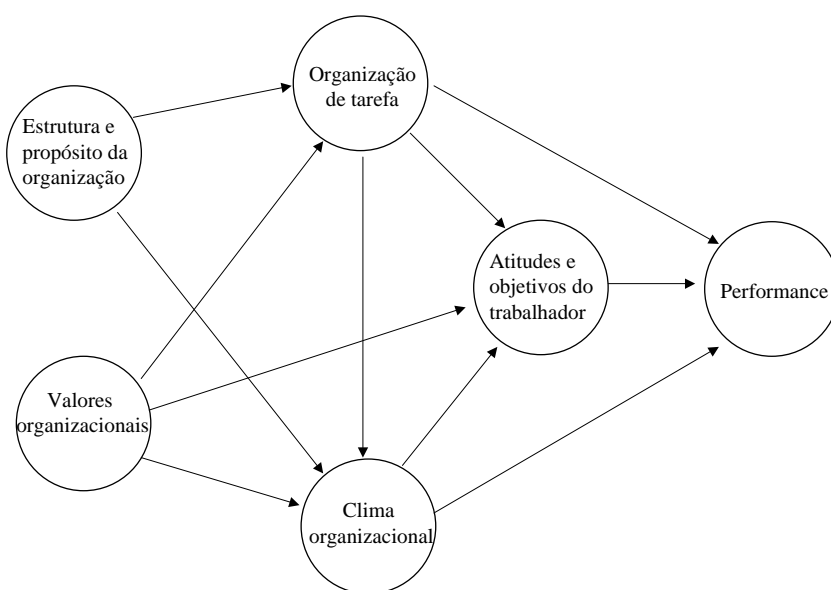 Organização
de tarefa
Estrutura e
propósito da
organização
Atitudes e
objetivos do
trabalhador
Performance
Valores
organizacionais
Clima
organizacional